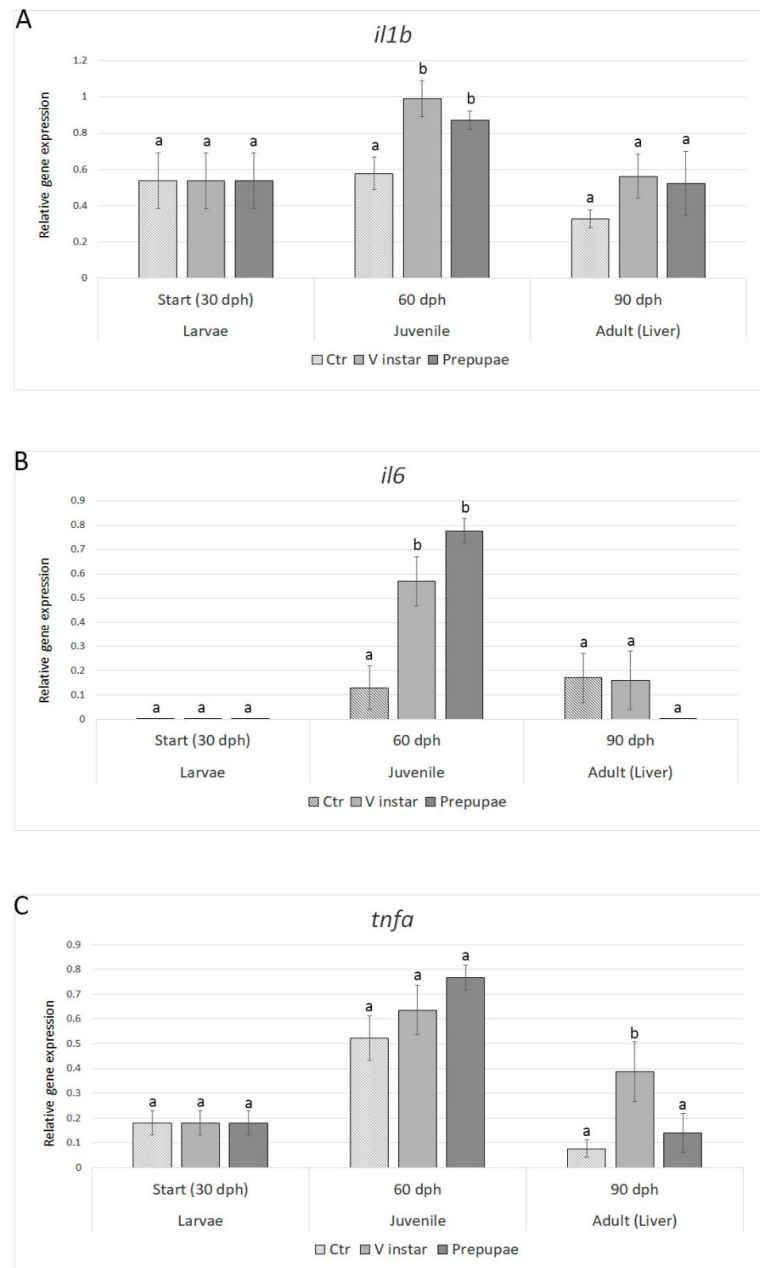 A
il1b
Relative gene expression
1.2
1
0.8
0.6
0.4
0.2
0
a a a a b b a a a
Start (30 dph) 60 dph 90 dph
Larvae Juvenile Adult (Liver)
Ctr V instar Prepupae
B
il6
Relative gene expression
0.9
0.8
0.7
0.6
0.5
0.4
0.3
0.2
0.1
0
a a a a b b a a a
Start (30 dph) 60 dph 90 dph
Larvae Juvenile Adult (Liver)
Ctr V instar Prepupae
C
tnfa
Relative gene expression
0.9
0.8
0.7
0.6
0.5
0.4
0.3
0.2
0.1
0
a a a a a a a b a
Start (30 dph) 60 dph 90 dph
Larvae Juvenile Adult (Liver)
Ctr V instar Prepupae